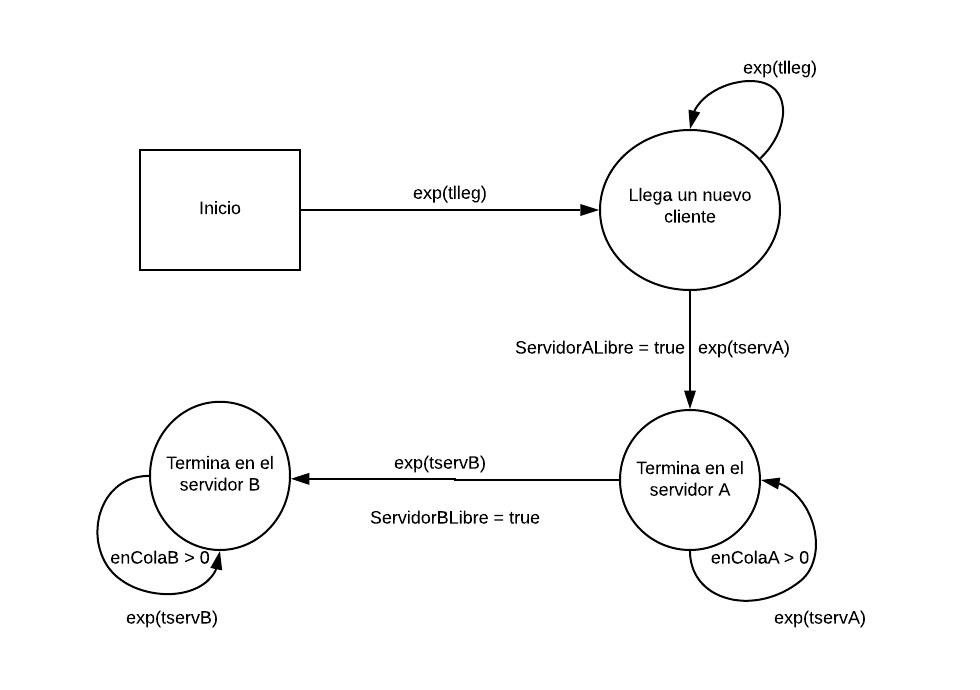 exp(tlleg)
Inicio
exp(tlleg)
Llega un nuevo
cliente
ServidorALibre = true
exp(tservA)
Termina en el
servidor B
exp(tservB)
ServidorBLibre = true
Termina en el
servidor A
enColaB > 0
exp(tservB)
enColaA > 0
exp(tservA)